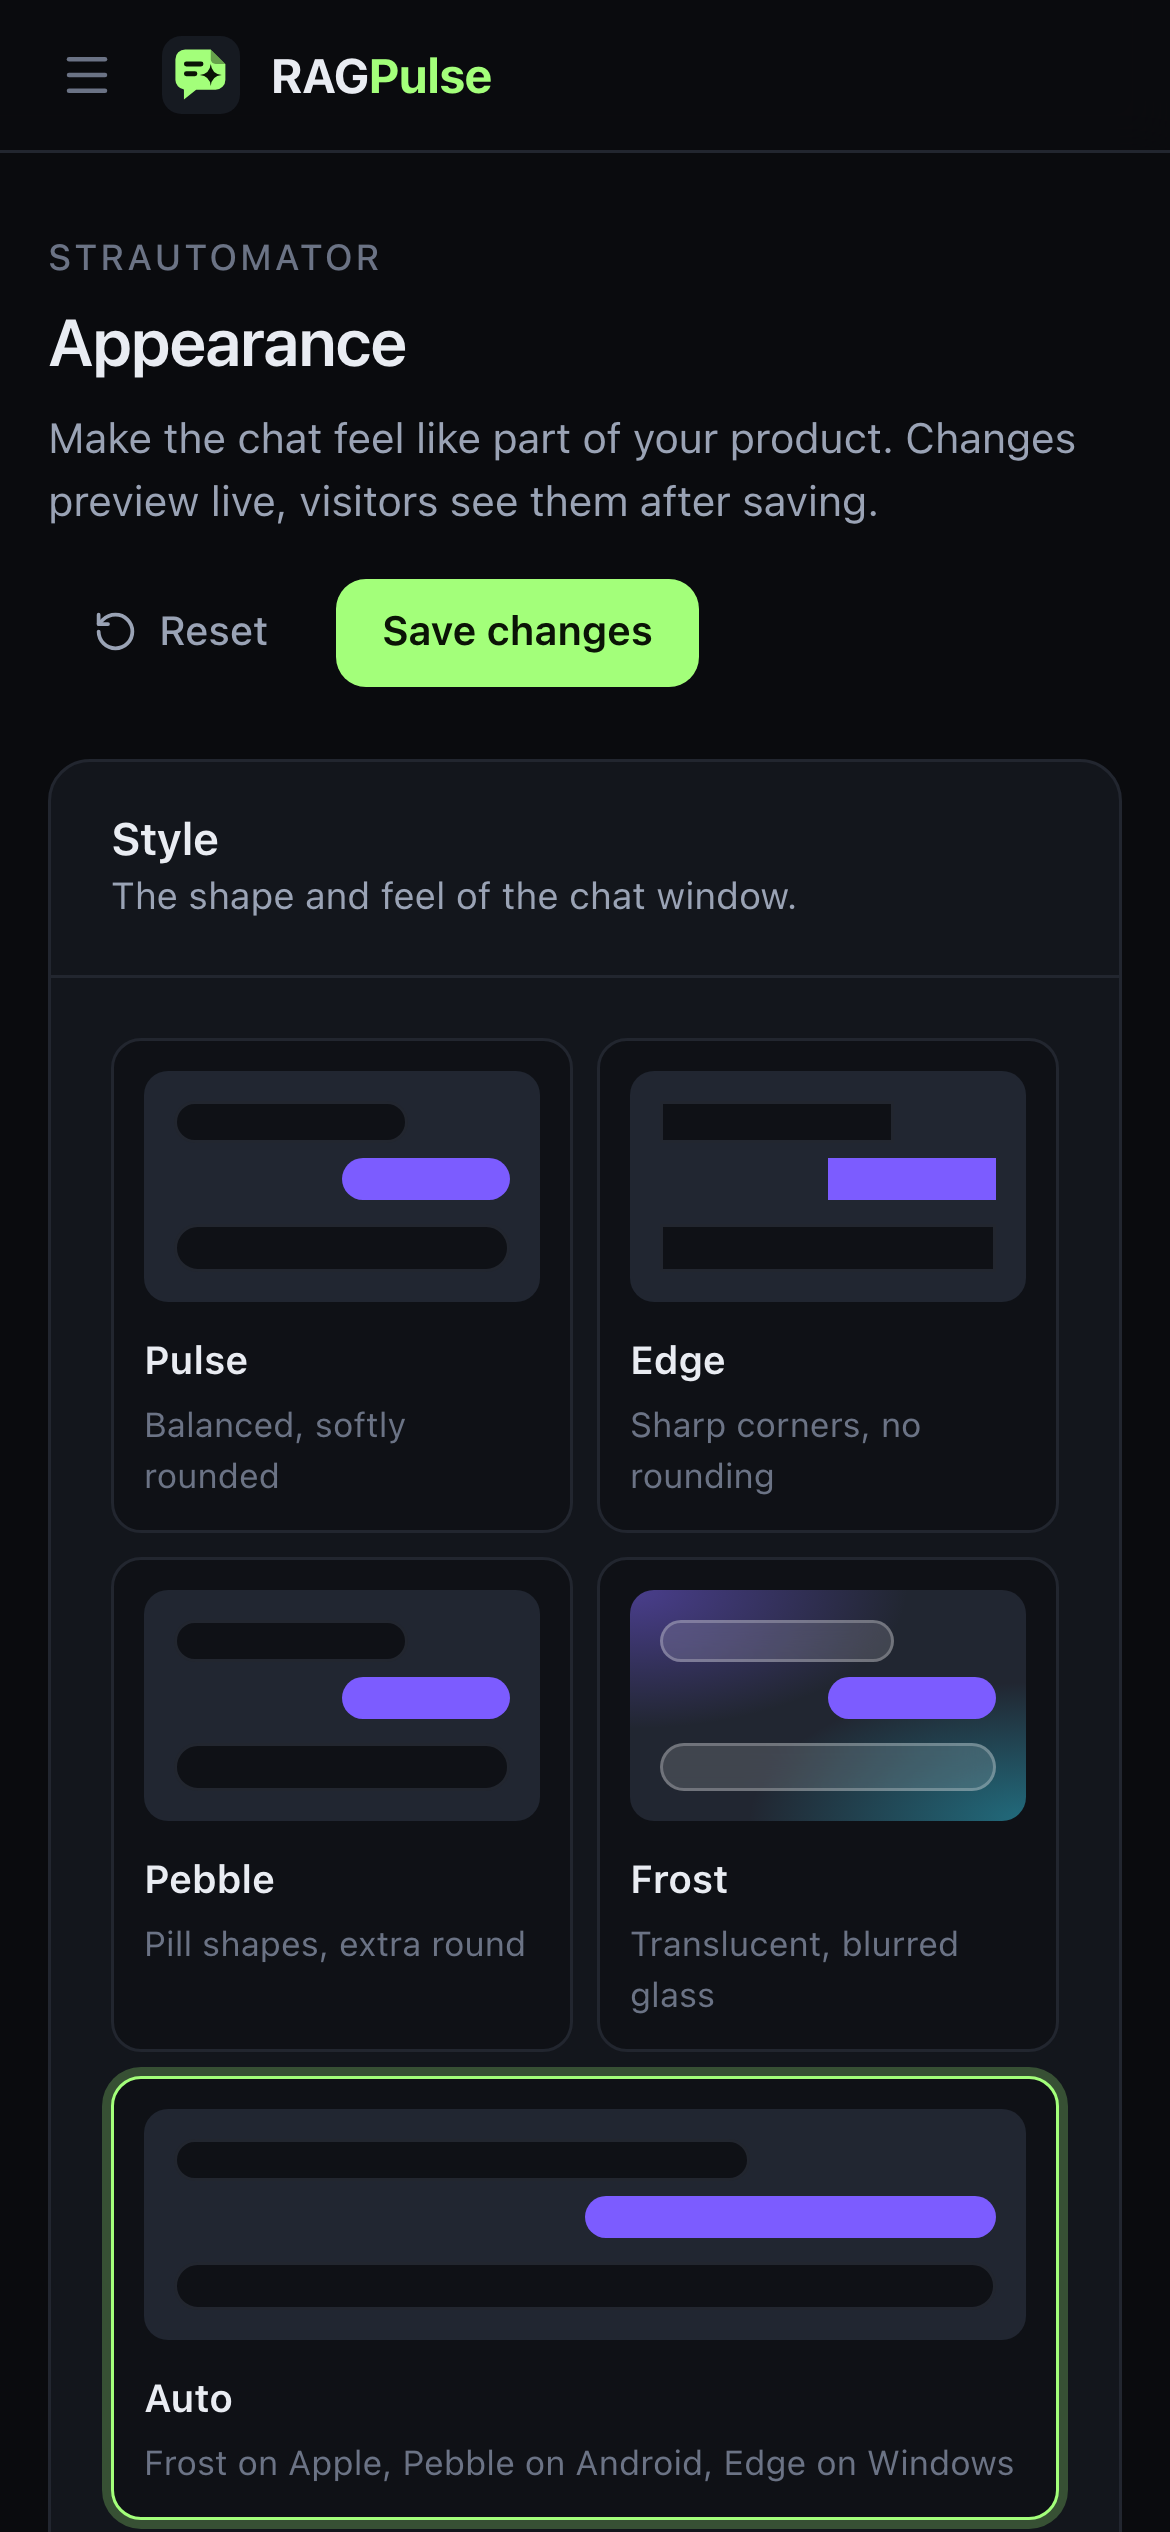 RAGPulse
STRAUTOMATOR
Appearance
Make the chat feel like part of your product. Changes
preview live, visitors see them after saving.
Reset
Save changes
Style
The shape and feel of the chat window.
Pulse
Balanced, softly
rounded
Edge
Sharp corners, no
rounding
Pebble
Pill shapes, extra round
Frost
Translucent, blurred
glass
Auto
Frost on Apple, Pebble on Android, Edge on Windows